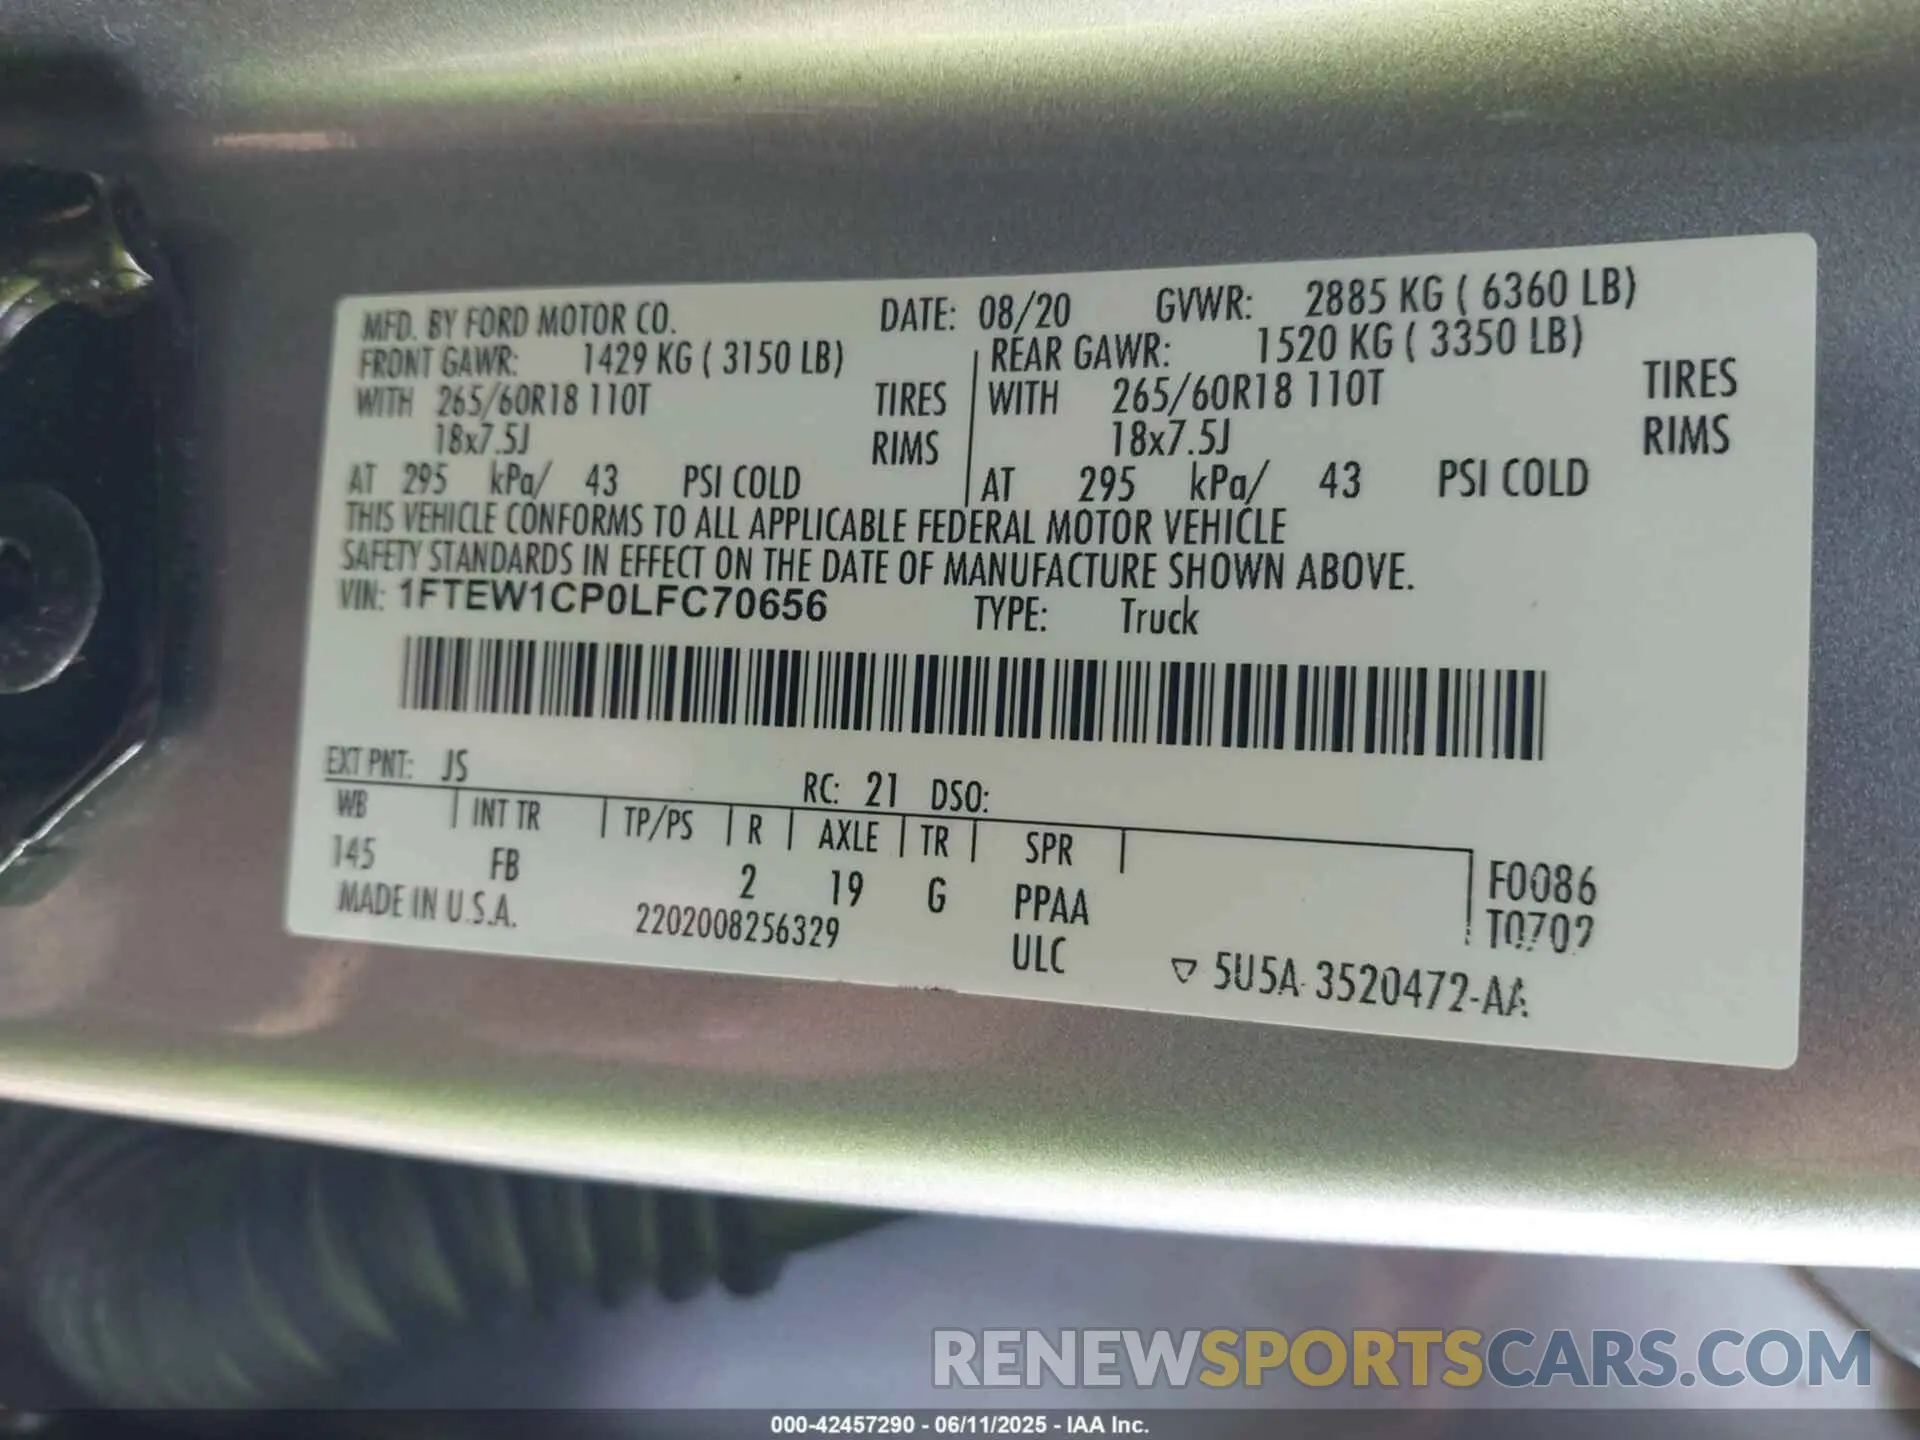 MFD. BY FORD MOTOR CO. DATE: 08/20 GVWR: 2885 KG ( 6360 LB)
FRONT GAWR: 1429 KG ( 3150 LB) REAR GAWR: 1520 KG ( 3350 LB)
WITH 265/60R18 110T TIRES WITH 265/60R18 110T TIRES
18x7.5J RIMS 18x7.5J RIMS
AT 295 kPa/ 43 PSI COLD AT 295 kPa/ 43 PSI COLD
THIS VEHICLE CONFORMS TO ALL APPLICABLE FEDERAL MOTOR VEHICLE
SAFETY STANDARDS IN EFFECT ON THE DATE OF MANUFACTURE SHOWN ABOVE.
VIN: 1FTEW1CP0LFC70656 TYPE: Truck
EXT PNT: JS RC: 21 DSO:
WB INT TR TP/PS R AXLE TR SPR
145 FB 2 19 G PPAA F0086
MADE IN U.S.A. 2202008256329 ULC T0702
▽ 5U5A-3520472-AA
RENEWSPORTSCARS.COM
000-42457290 - 06/11/2025 - IAA Inc.